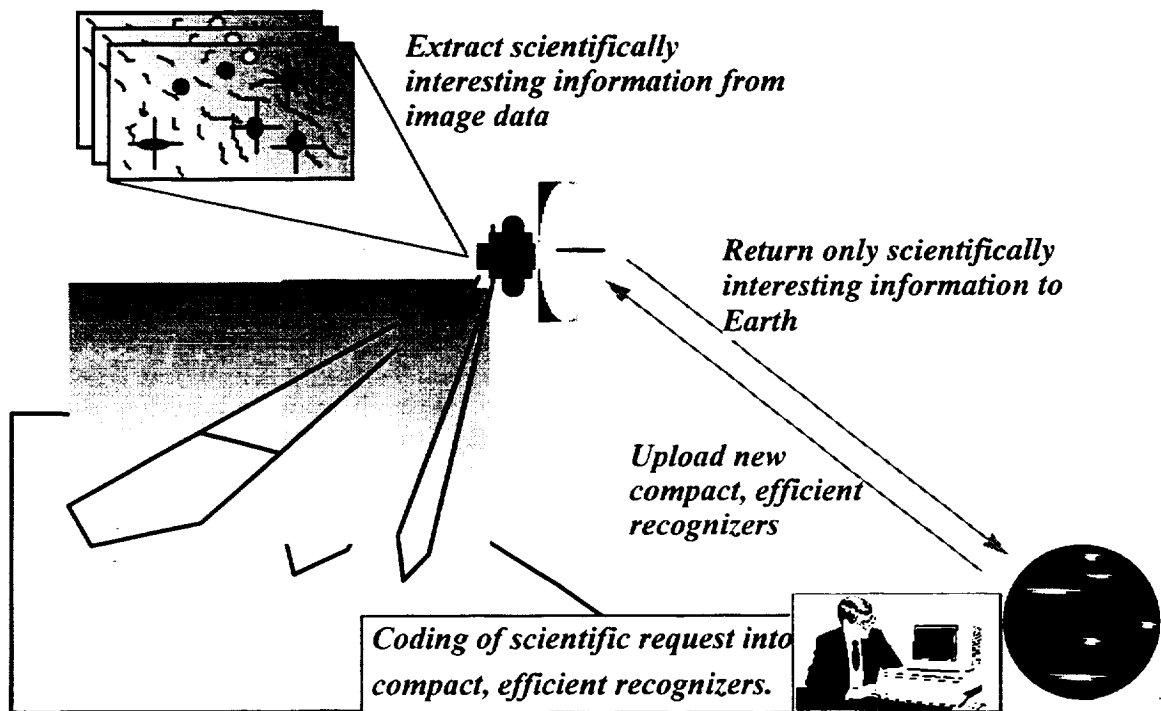 Extract scientifically
interesting information from
image data
Return only scientifically
interesting information to
Earth
Upload new
compact, efficient
recognizers
Coding of scientific request into
compact, efficient recognizers.